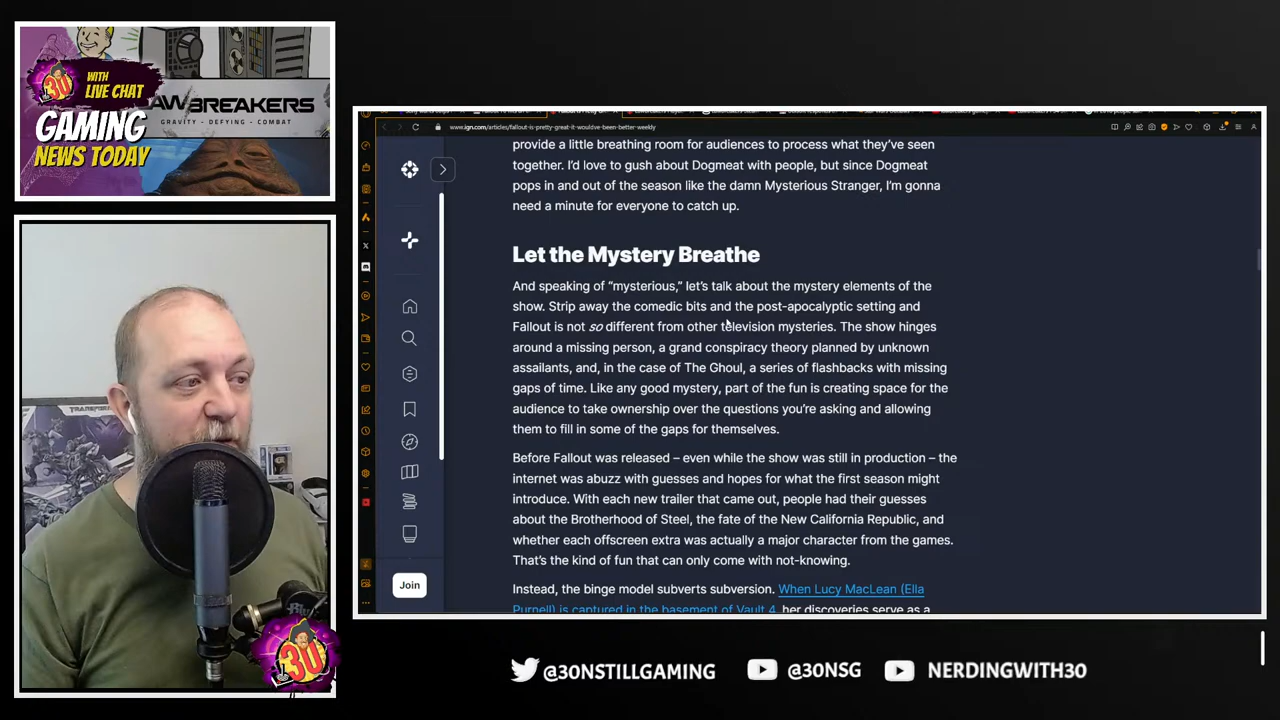 WITH
LIVE CHAT
GAMING
NEWS TODAY
30
AWBREAKERS
GRAVITY - DEFYING - COMBAT
www.ign.com/articles/fallout-is-pretty-great-it-wouldve-been-better-weekly
provide a little breathing room for audiences to process what they've seen
together. I'd love to gush about Dogmeat with people, but since Dogmeat
pops in and out of the season like the damn Mysterious Stranger, I'm gonna
need a minute for everyone to catch up.
Let the Mystery Breathe
And speaking of “mysterious,” let's talk about the mystery elements of the
show. Strip away the comedic bits and the post-apocalyptic setting and
Fallout is not so different from other television mysteries. The show hinges
around a missing person, a grand conspiracy theory planned by unknown
assailants, and, in the case of The Ghoul, a series of flashbacks with missing
gaps of time. Like any good mystery, part of the fun is creating space for the
audience to take ownership over the questions you're asking and allowing
them to fill in some of the gaps for themselves.
Before Fallout was released – even while the show was still in production – the
internet was abuzz with guesses and hopes for what the first season might
introduce. With each new trailer that came out, people had their guesses
about the Brotherhood of Steel, the fate of the New California Republic, and
whether each offscreen extra was actually a major character from the games.
That's the kind of fun that can only come with not-knowing.
Instead, the binge model subverts subversion. When Lucy MacLean (Ella
Purnell) is captured in the basement of Vault 4, her discoveries serve as a
Join
Blue
30
@30NSTILLGAMING
@30NSG
NERDINGWITH30